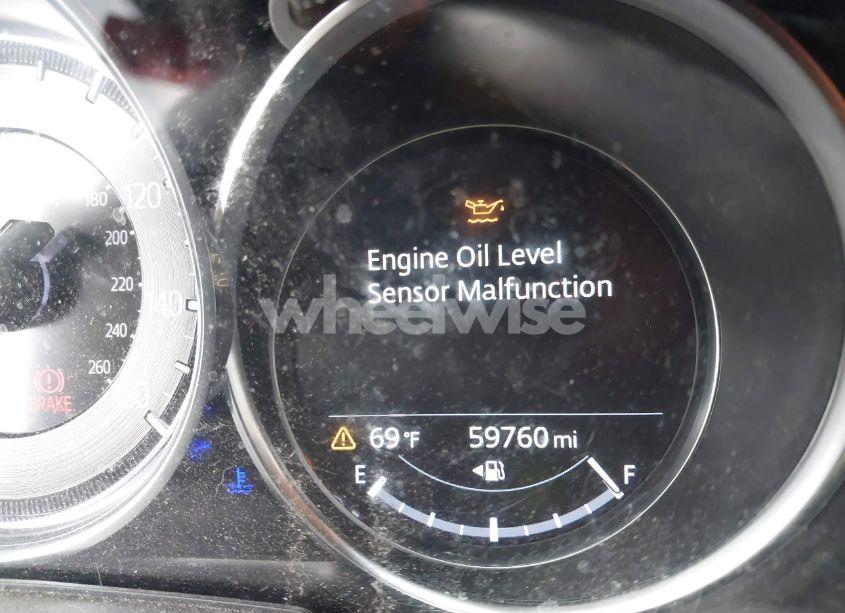 180
120
200
220
140
240
260
BRAKE
Engine Oil Level
Sensor Malfunction
wheelwise
69 °F 59760 mi
E F